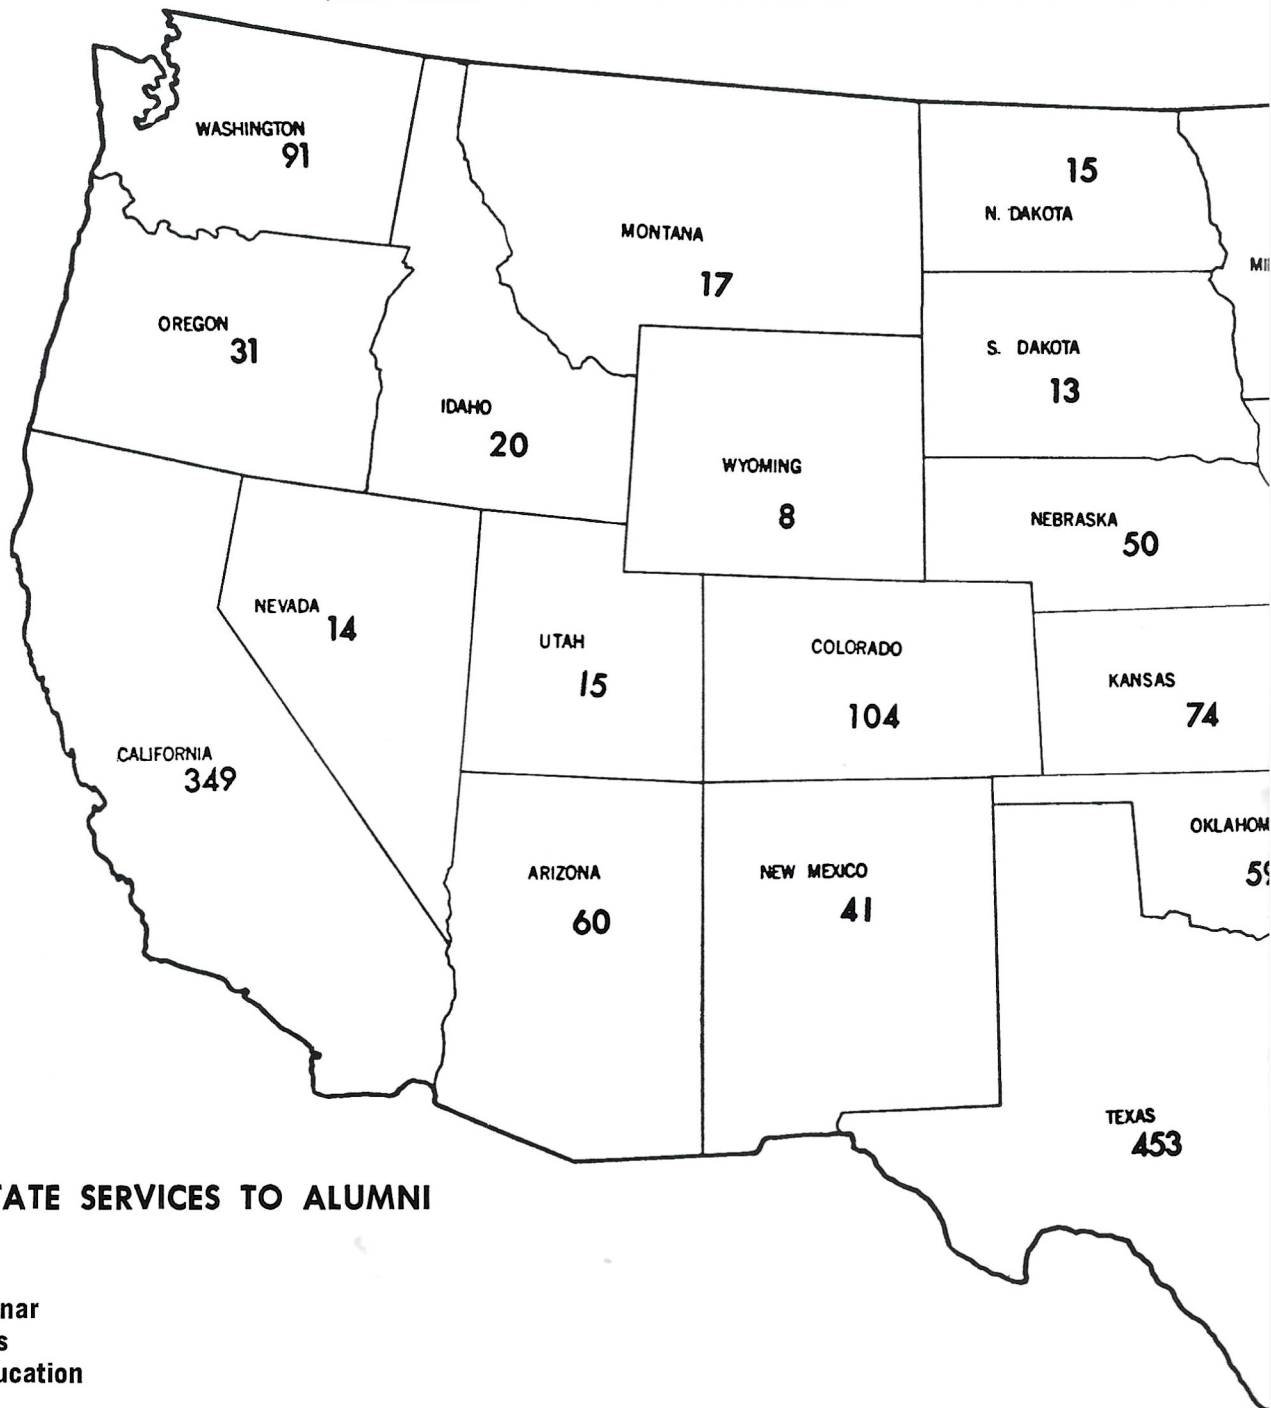 WASHINGTON
91
MONTANA
17
15
N. DAKOTA
OREGON
31
IDAHO
20
S. DAKOTA
13
WYOMING
8
NEBRASKA
50
NEVADA
14
UTAH
15
COLORADO
104
KANSAS
74
CALIFORNIA
349
ARIZONA
60
NEW MEXICO
41
OKLAHOM
TEXAS
453
TATE SERVICES TO ALUMNI
nar
s
ucation